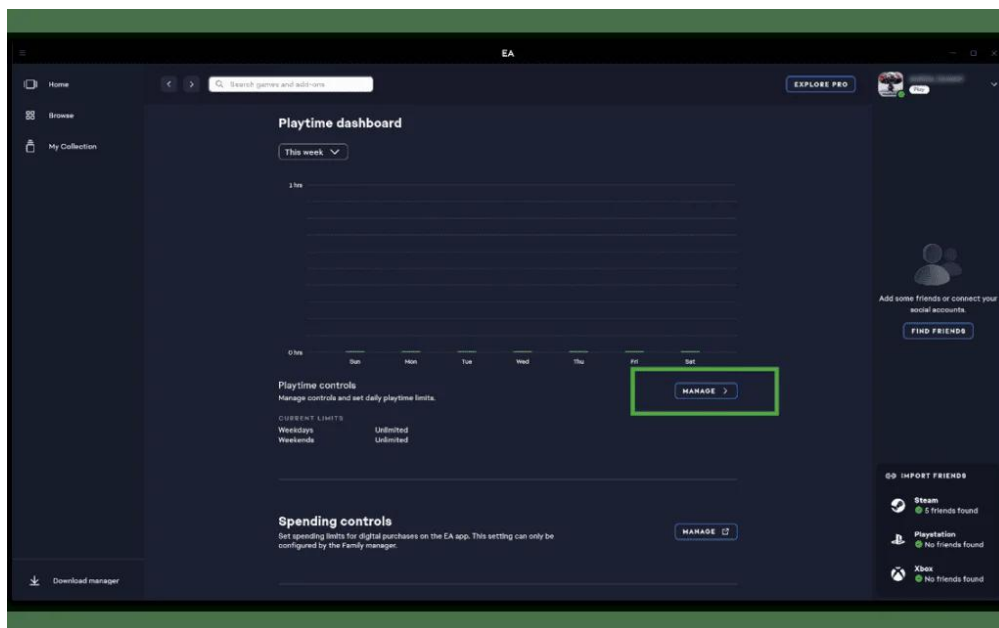 EA
Home
Search games and add-ons
EXPLORE PRO
Play
Browse
My Collection
Playtime dashboard
This week
1 hrs
0 hrs
Sun Mon Tue Wed Thu Fri Sat
Playtime controls
Manage controls and set daily playtime limits.
MANAGE
CURRENT LIMITS
Weekdays Unlimited
Weekends Unlimited
Spending controls
Set spending limits for digital purchases on the EA app. This setting can only be
configured by the Family manager.
MANAGE
Add some friends or connect your
social accounts.
FIND FRIENDS
IMPORT FRIENDS
Steam
5 friends found
Playstation
No friends found
Xbox
No friends found
Download manager